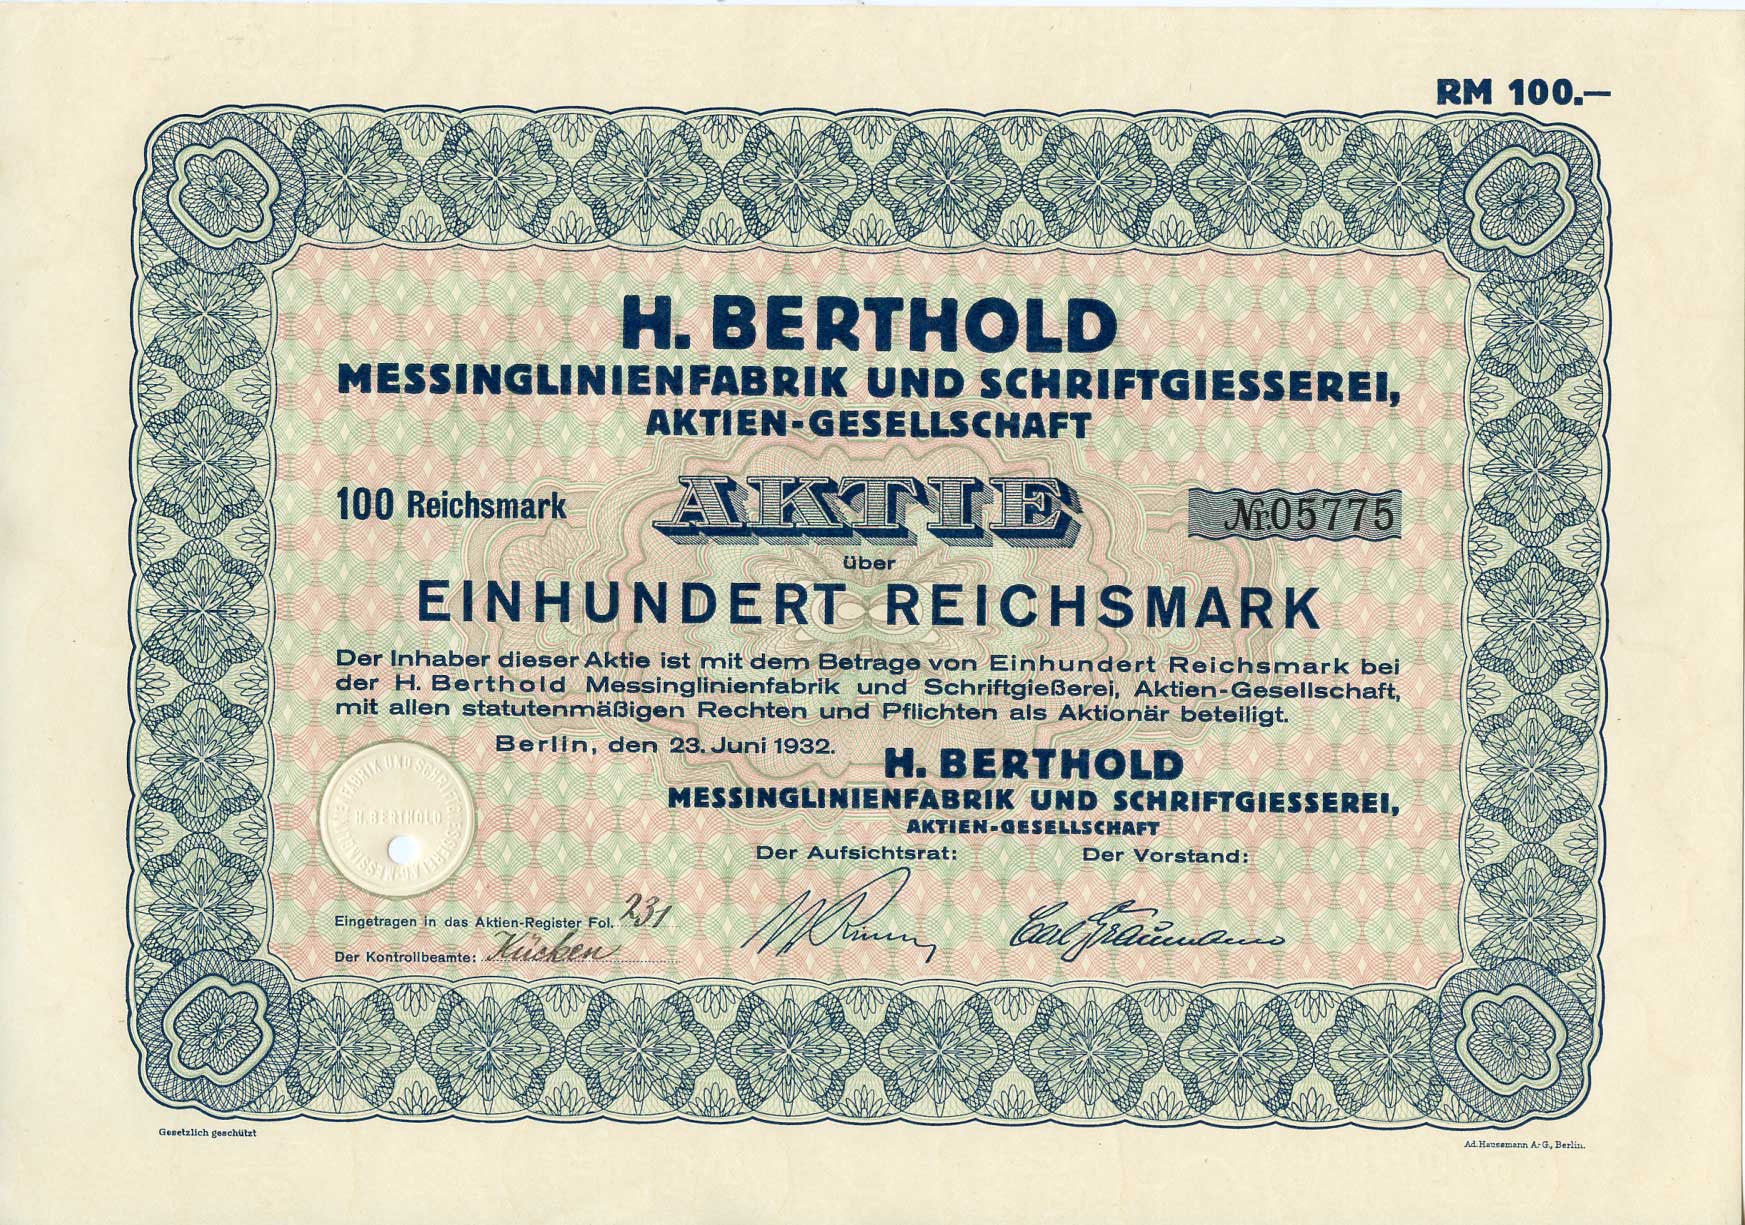 RM 100.—
H. BERTHOLD
MESSINGLINIENFABRIK UND SCHRIFTGIESSEREI,
AKTIEN-GESELLSCHAFT
100 Reichsmark AKTIE Nr.05775
über
EINHUNDERT REICHSMARK
Der Inhaber dieser Aktie ist mit dem Betrage von Einhundert Reichsmark bei
der H. Berthold Messinglinienfabrik und Schriftgießerei, Aktien-Gesellschaft,
mit allen statutenmäßigen Rechten und Pflichten als Aktionär beteiligt.
Berlin, den 23. Juni 1932.
H. BERTHOLD
MESSINGLINIENFABRIK UND SCHRIFTGIESSEREI,
AKTIEN-GESELLSCHAFT
Der Aufsichtsrat: Der Vorstand:
H. BERTHOLD
Eingetragen in das Aktien-Register Fol. 231
Der Kontrollbeamte: Kücken
Gesetzlich geschützt
Ad. Haussmann A.-G., Berlin.